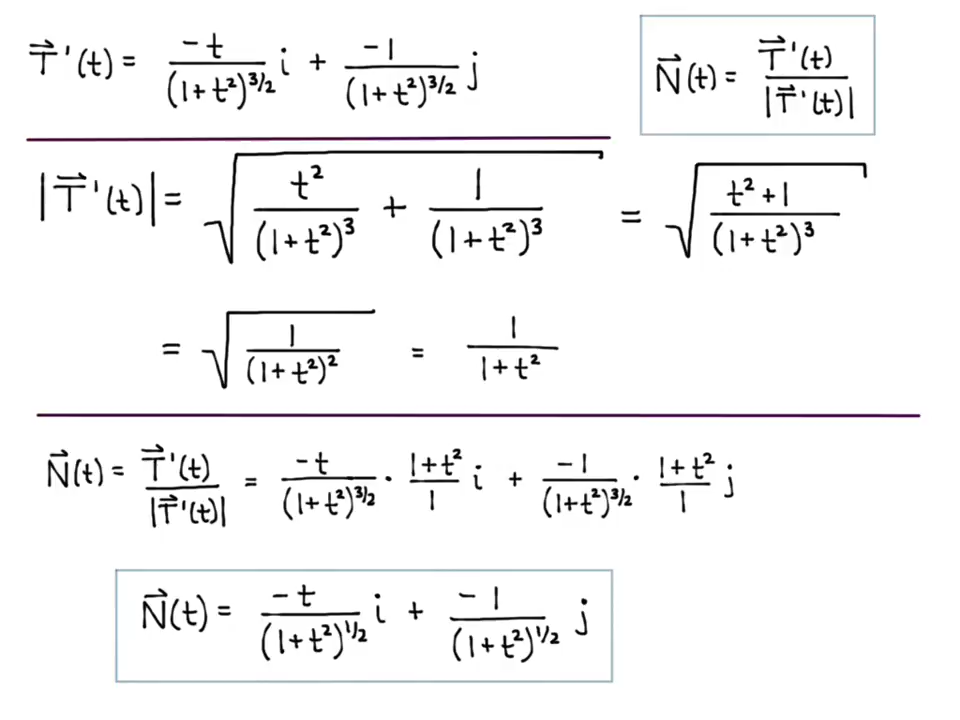 T⃗'(t) = -t/(1+t²)^(3/2) i + -1/(1+t²)^(3/2) j
N⃗(t) = T⃗'(t)/|T⃗'(t)|
|T⃗'(t)| = √(t²/(1+t²)³ + 1/(1+t²)³) = √((t²+1)/(1+t²)³)
= √(1/(1+t²)²) = 1/(1+t²)
N⃗(t) = T⃗'(t)/|T⃗'(t)| = -t/(1+t²)^(3/2) · (1+t²)/1 i + -1/(1+t²)^(3/2) · (1+t²)/1 j
N⃗(t) = -t/(1+t²)^(1/2) i + -1/(1+t²)^(1/2) j